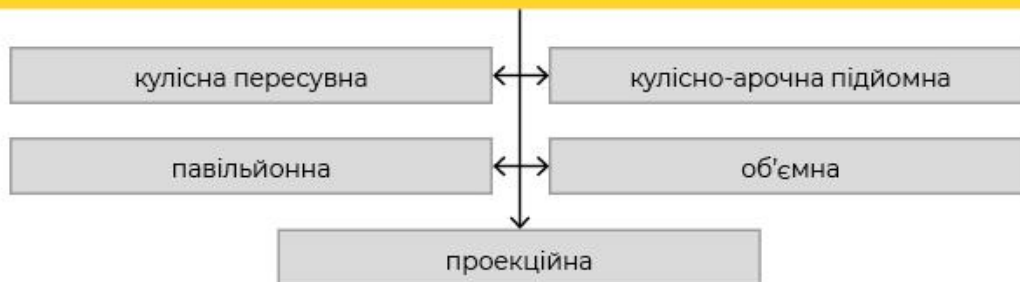 кулісна пересувна
кулісно-арочна підйомна
павільйонна
об'ємна
проекційна